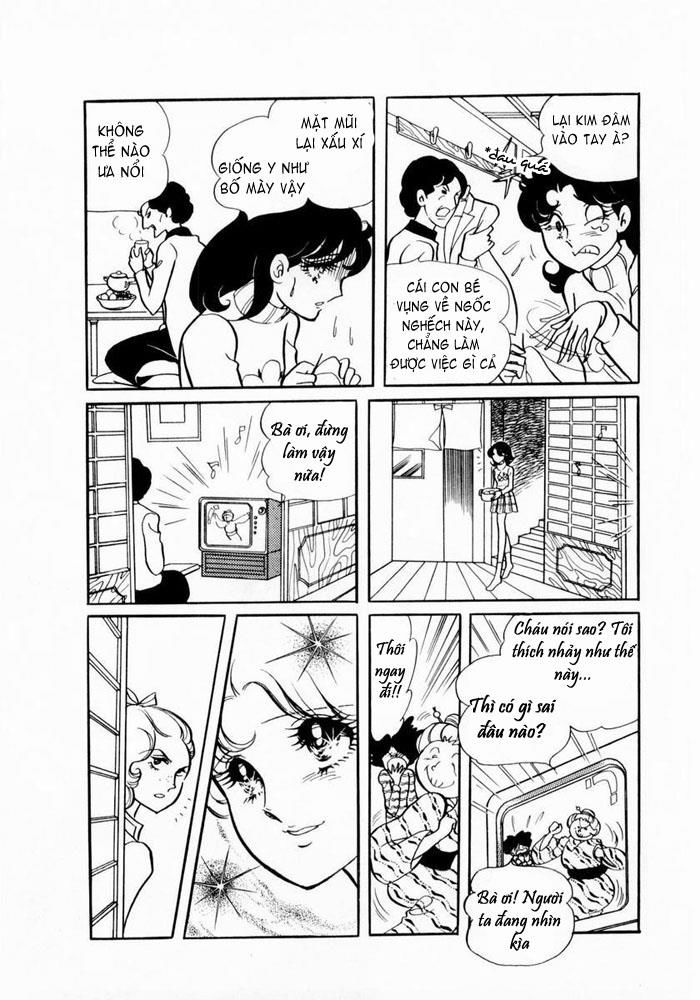 LẠI KIM ĐÂM
VÀO TAY À?
*đau quá*
CÁI CON BÉ
VỤNG VỀ NGỐC
NGHẾCH NÀY,
CHẲNG LÀM
ĐƯỢC VIỆC GÌ CẢ
MẶT MŨI
LẠI XẤU XÍ
GIỐNG Y NHƯ
BỐ MÀY VẬY
KHÔNG
THỂ NÀO
ƯA NỔI
Bà ơi, đừng
làm vậy
nữa!
Cháu nói sao? Tôi
thích nhảy như thế
này...
Thì có gì sai
đâu nào?
Bà ơi! Người
ta đang nhìn
kìa
Thôi
ngay
đi!!